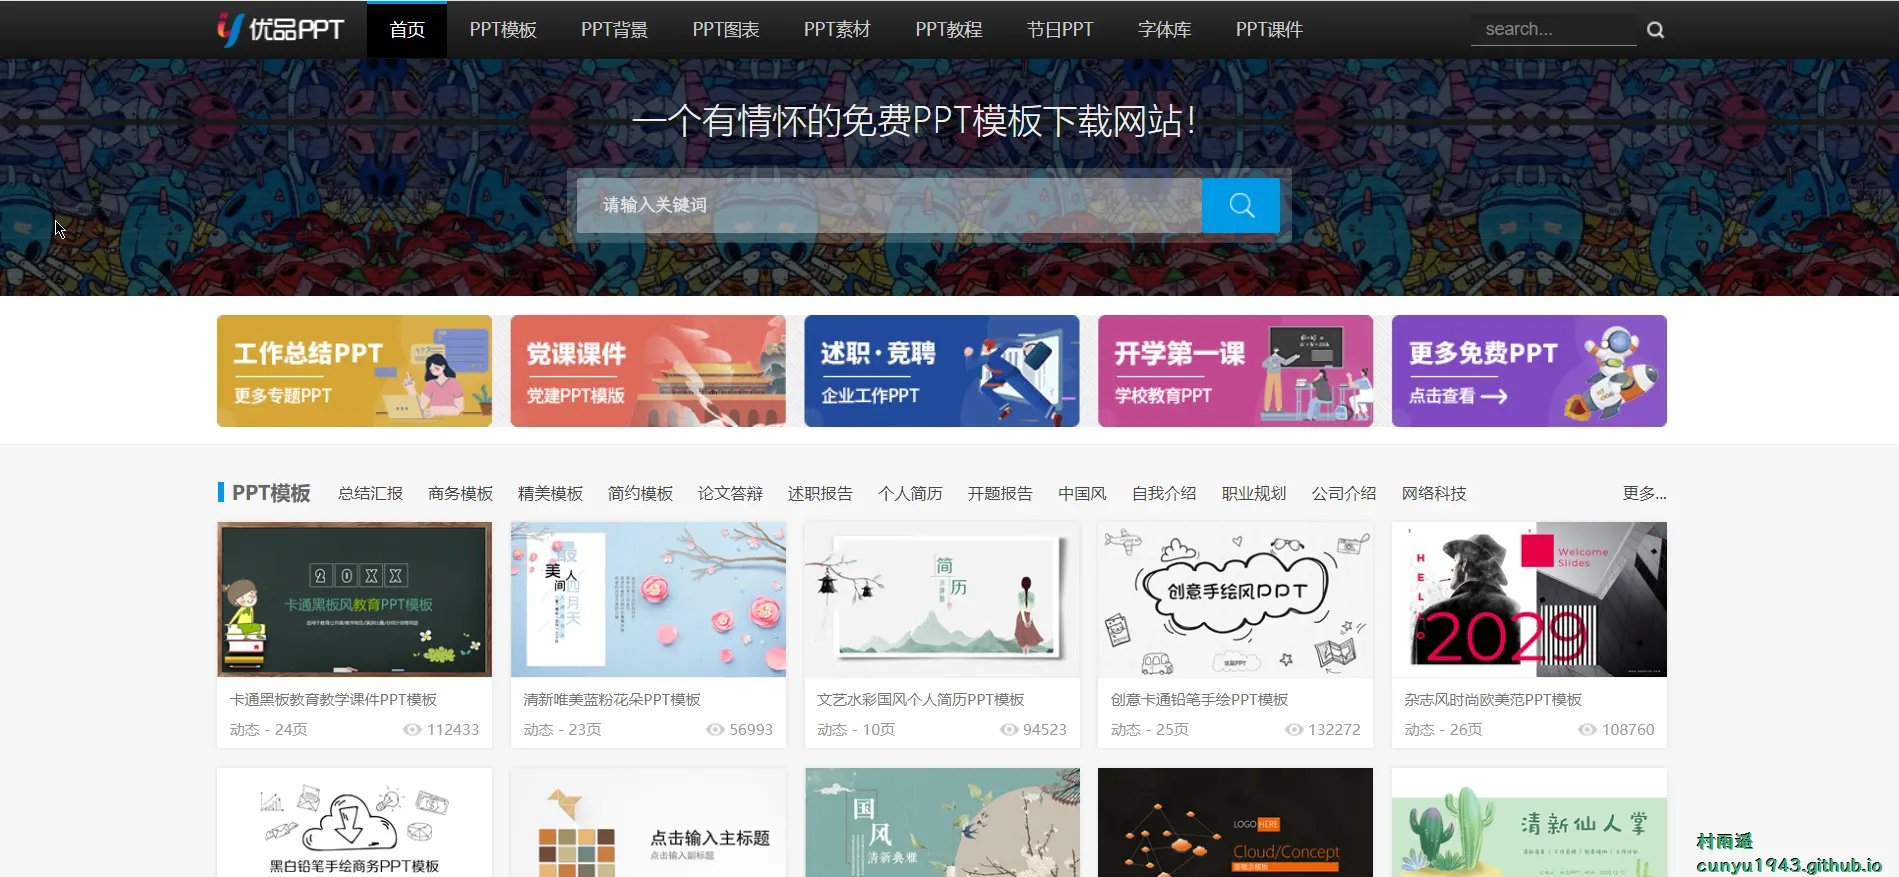 优品PPT 首页 PPT模板 PPT背景 PPT图表 PPT素材 PPT教程 节日PPT 字体库 PPT课件 search...
一个有情怀的免费PPT模板下载网站!
请输入关键词
工作总结PPT
更多专题PPT
党课课件
党建PPT模版
述职·竞聘
企业工作PPT
开学第一课
学校教育PPT
更多免费PPT
点击查看
PPT模板 总结汇报 商务模板 精美模板 简约模板 论文答辩 述职报告 个人简历 开题报告 中国风 自我介绍 职业规划 公司介绍 网络科技 更多...
20XX
卡通黑板风教育PPT模板
最美人间四月天
简历
创意手绘风PPT
优品PPT
Welcome
Slides
HELLO
2029
卡通黑板教育教学课件PPT模板
动态 - 24页 112433
清新唯美蓝粉花朵PPT模板
动态 - 23页 56993
文艺水彩国风个人简历PPT模板
动态 - 10页 94523
创意卡通铅笔手绘PPT模板
动态 - 25页 132272
杂志风时尚欧美范PPT模板
动态 - 26页 108760
黑白铅笔手绘商务PPT模板
点击输入主标题
点击输入副标题
国风
清新典雅
LOGO HERE
Cloud/Concept
清新仙人掌
村雨遥
cunyu1943.github.io